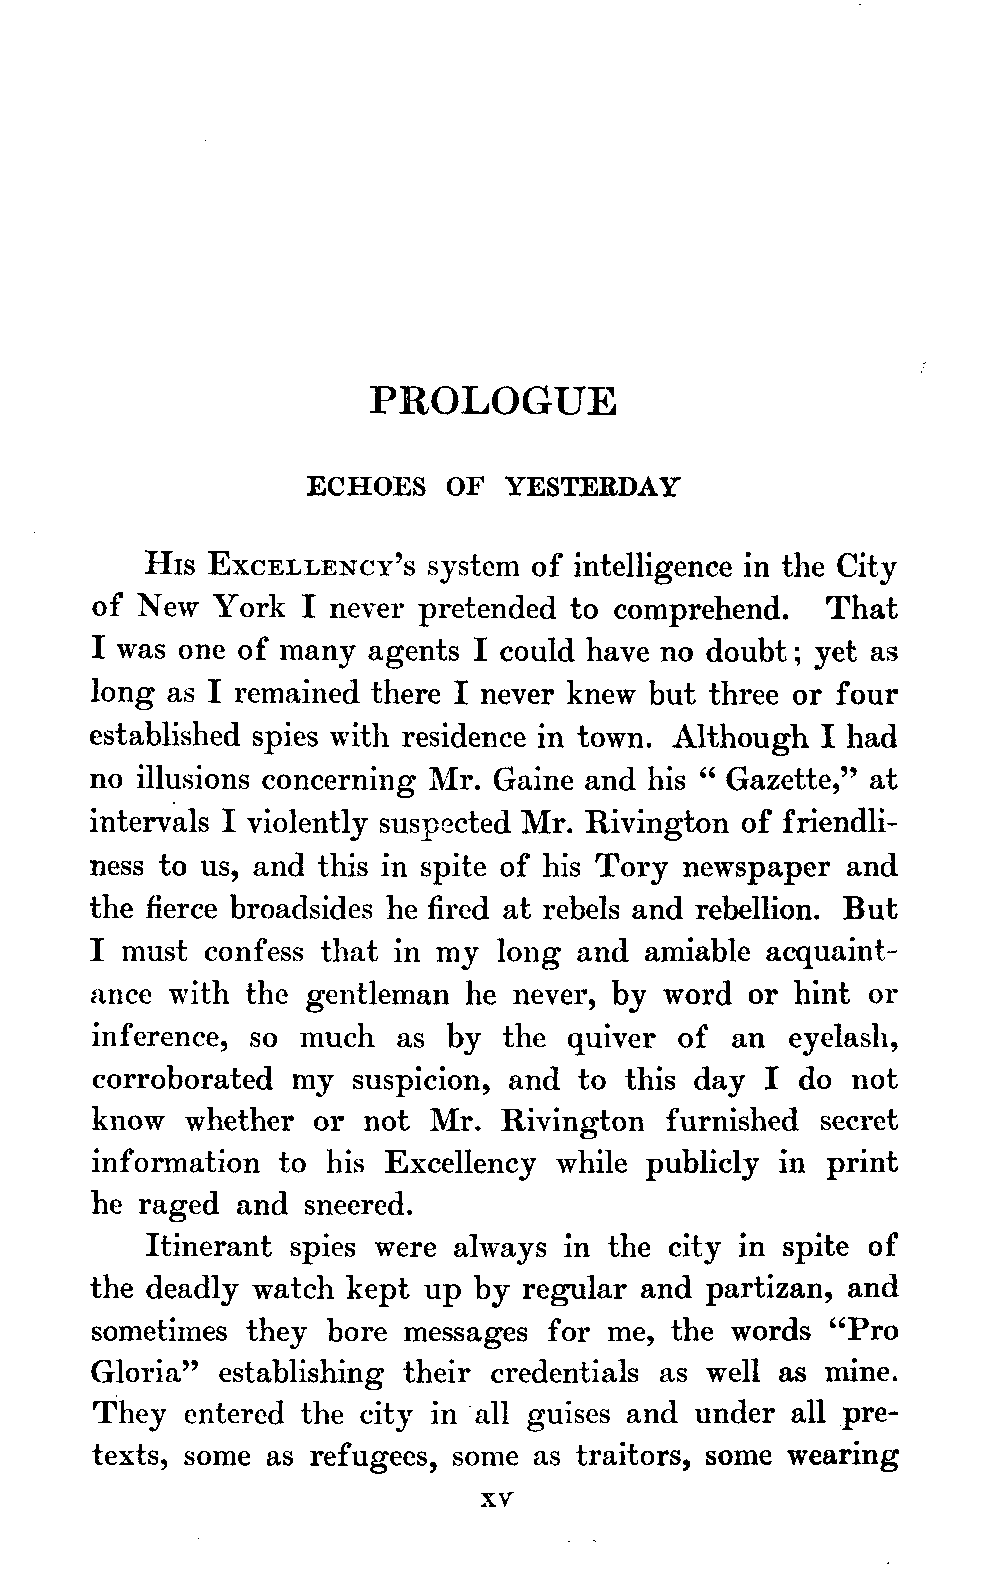 PROLOGUE
ECHOES OF YESTERDAY
His Excellency's system of intelligence in the City
of New York I never pretended to comprehend. That
I was one of many agents I could have no doubt; yet as
long as I remained there I never knew but three or four
established spies with residence in town. Although I had
no illusions concerning Mr. Gaine and his “ Gazette,” at
intervals I violently suspected Mr. Rivington of friendli-
ness to us, and this in spite of his Tory newspaper and
the fierce broadsides he fired at rebels and rebellion. But
I must confess that in my long and amiable acquaint-
ance with the gentleman he never, by word or hint or
inference, so much as by the quiver of an eyelash,
corroborated my suspicion, and to this day I do not
know whether or not Mr. Rivington furnished secret
information to his Excellency while publicly in print
he raged and sneered.
Itinerant spies were always in the city in spite of
the deadly watch kept up by regular and partizan, and
sometimes they bore messages for me, the words “Pro
Gloria” establishing their credentials as well as mine.
They entered the city in all guises and under all pre-
texts, some as refugees, some as traitors, some wearing
xv